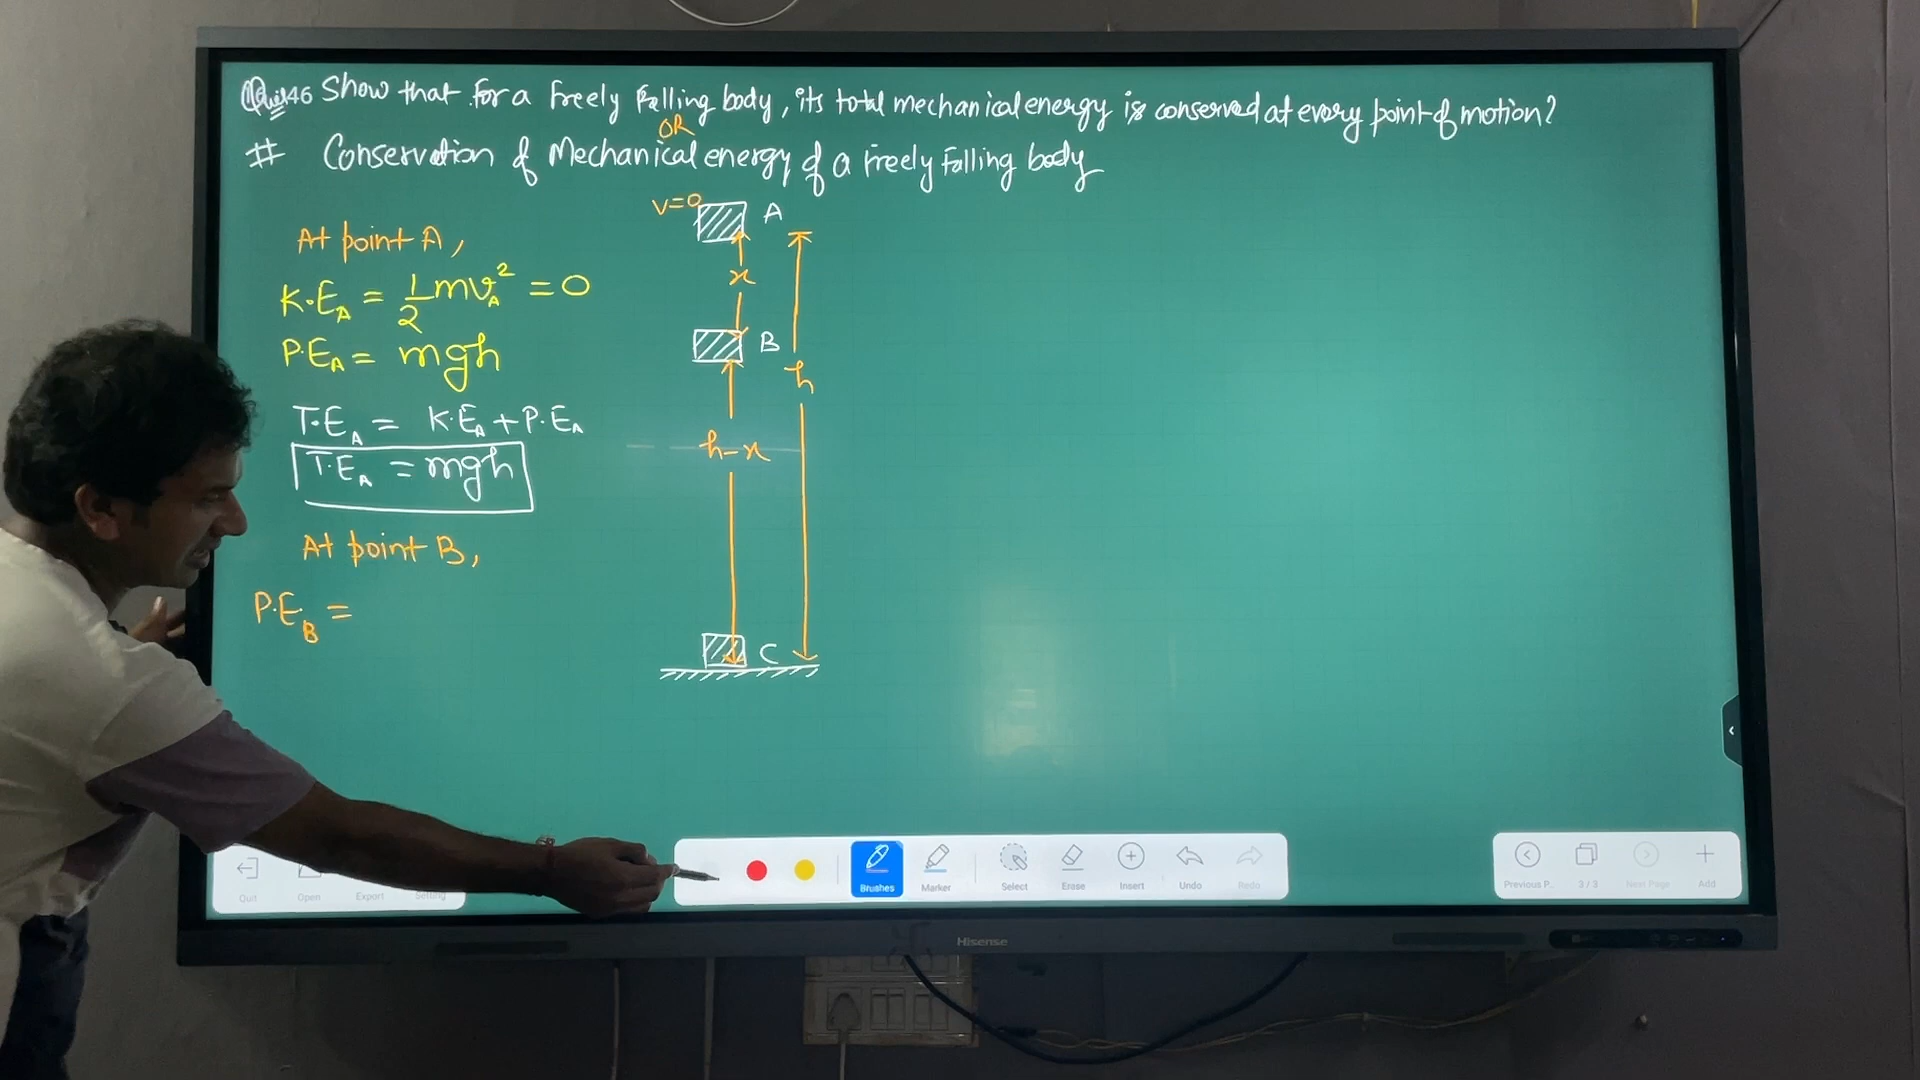 Ques 46 Show that for a freely falling body, its total mechanical energy is conserved at every point of motion?
OR
# Conservation of Mechanical energy of a Freely Falling body
v=0
A
At point A,
K.E_A = 1/2 mv_A^2 = 0
x
P.E_A = mgh
B
h
T.E_A = K.E_A + P.E_A
h-x
T.E_A = mgh
At point B,
P.E_B =
C
Quit
Open
Export
Setting
Brushes
Marker
Select
Erase
Insert
Undo
Redo
Previous P..
3/3
Next Page
Add
Hisense